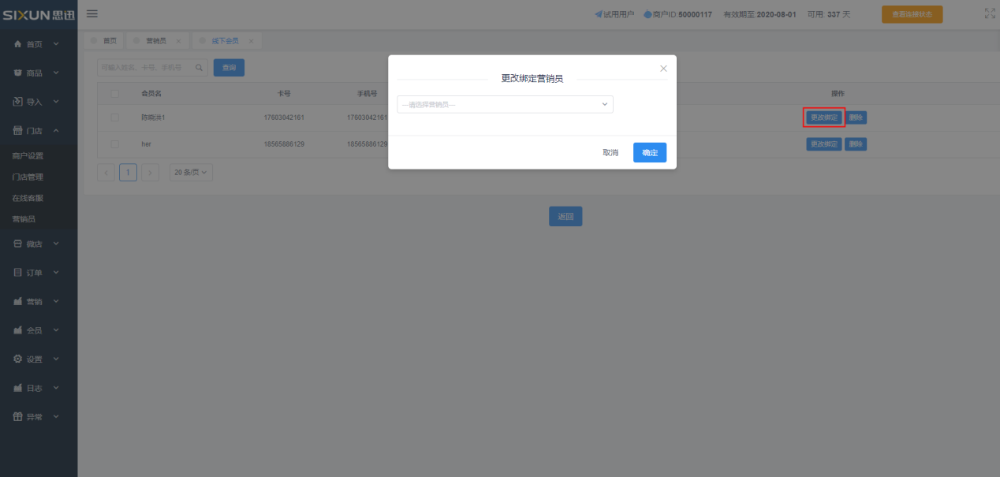 SIXUN思迅
试用用户 商户ID:50000117 有效期至:2020-08-01 可用: 337 天 查看连接状态
首页 营销员 线下会员
首页
商品
导入
门店
商户设置
门店管理
在线客服
营销员
微店
订单
营销
会员
设置
日志
异常
可输入姓名、卡号、手机号 查询
会员名 卡号 手机号 操作
陈晓洪1 17603042161 17603042161 更改绑定 删除
her 18565886129 18565886129 更改绑定 删除
1 20 条/页
返回
更改绑定营销员
---请选择营销员---
取消 确定